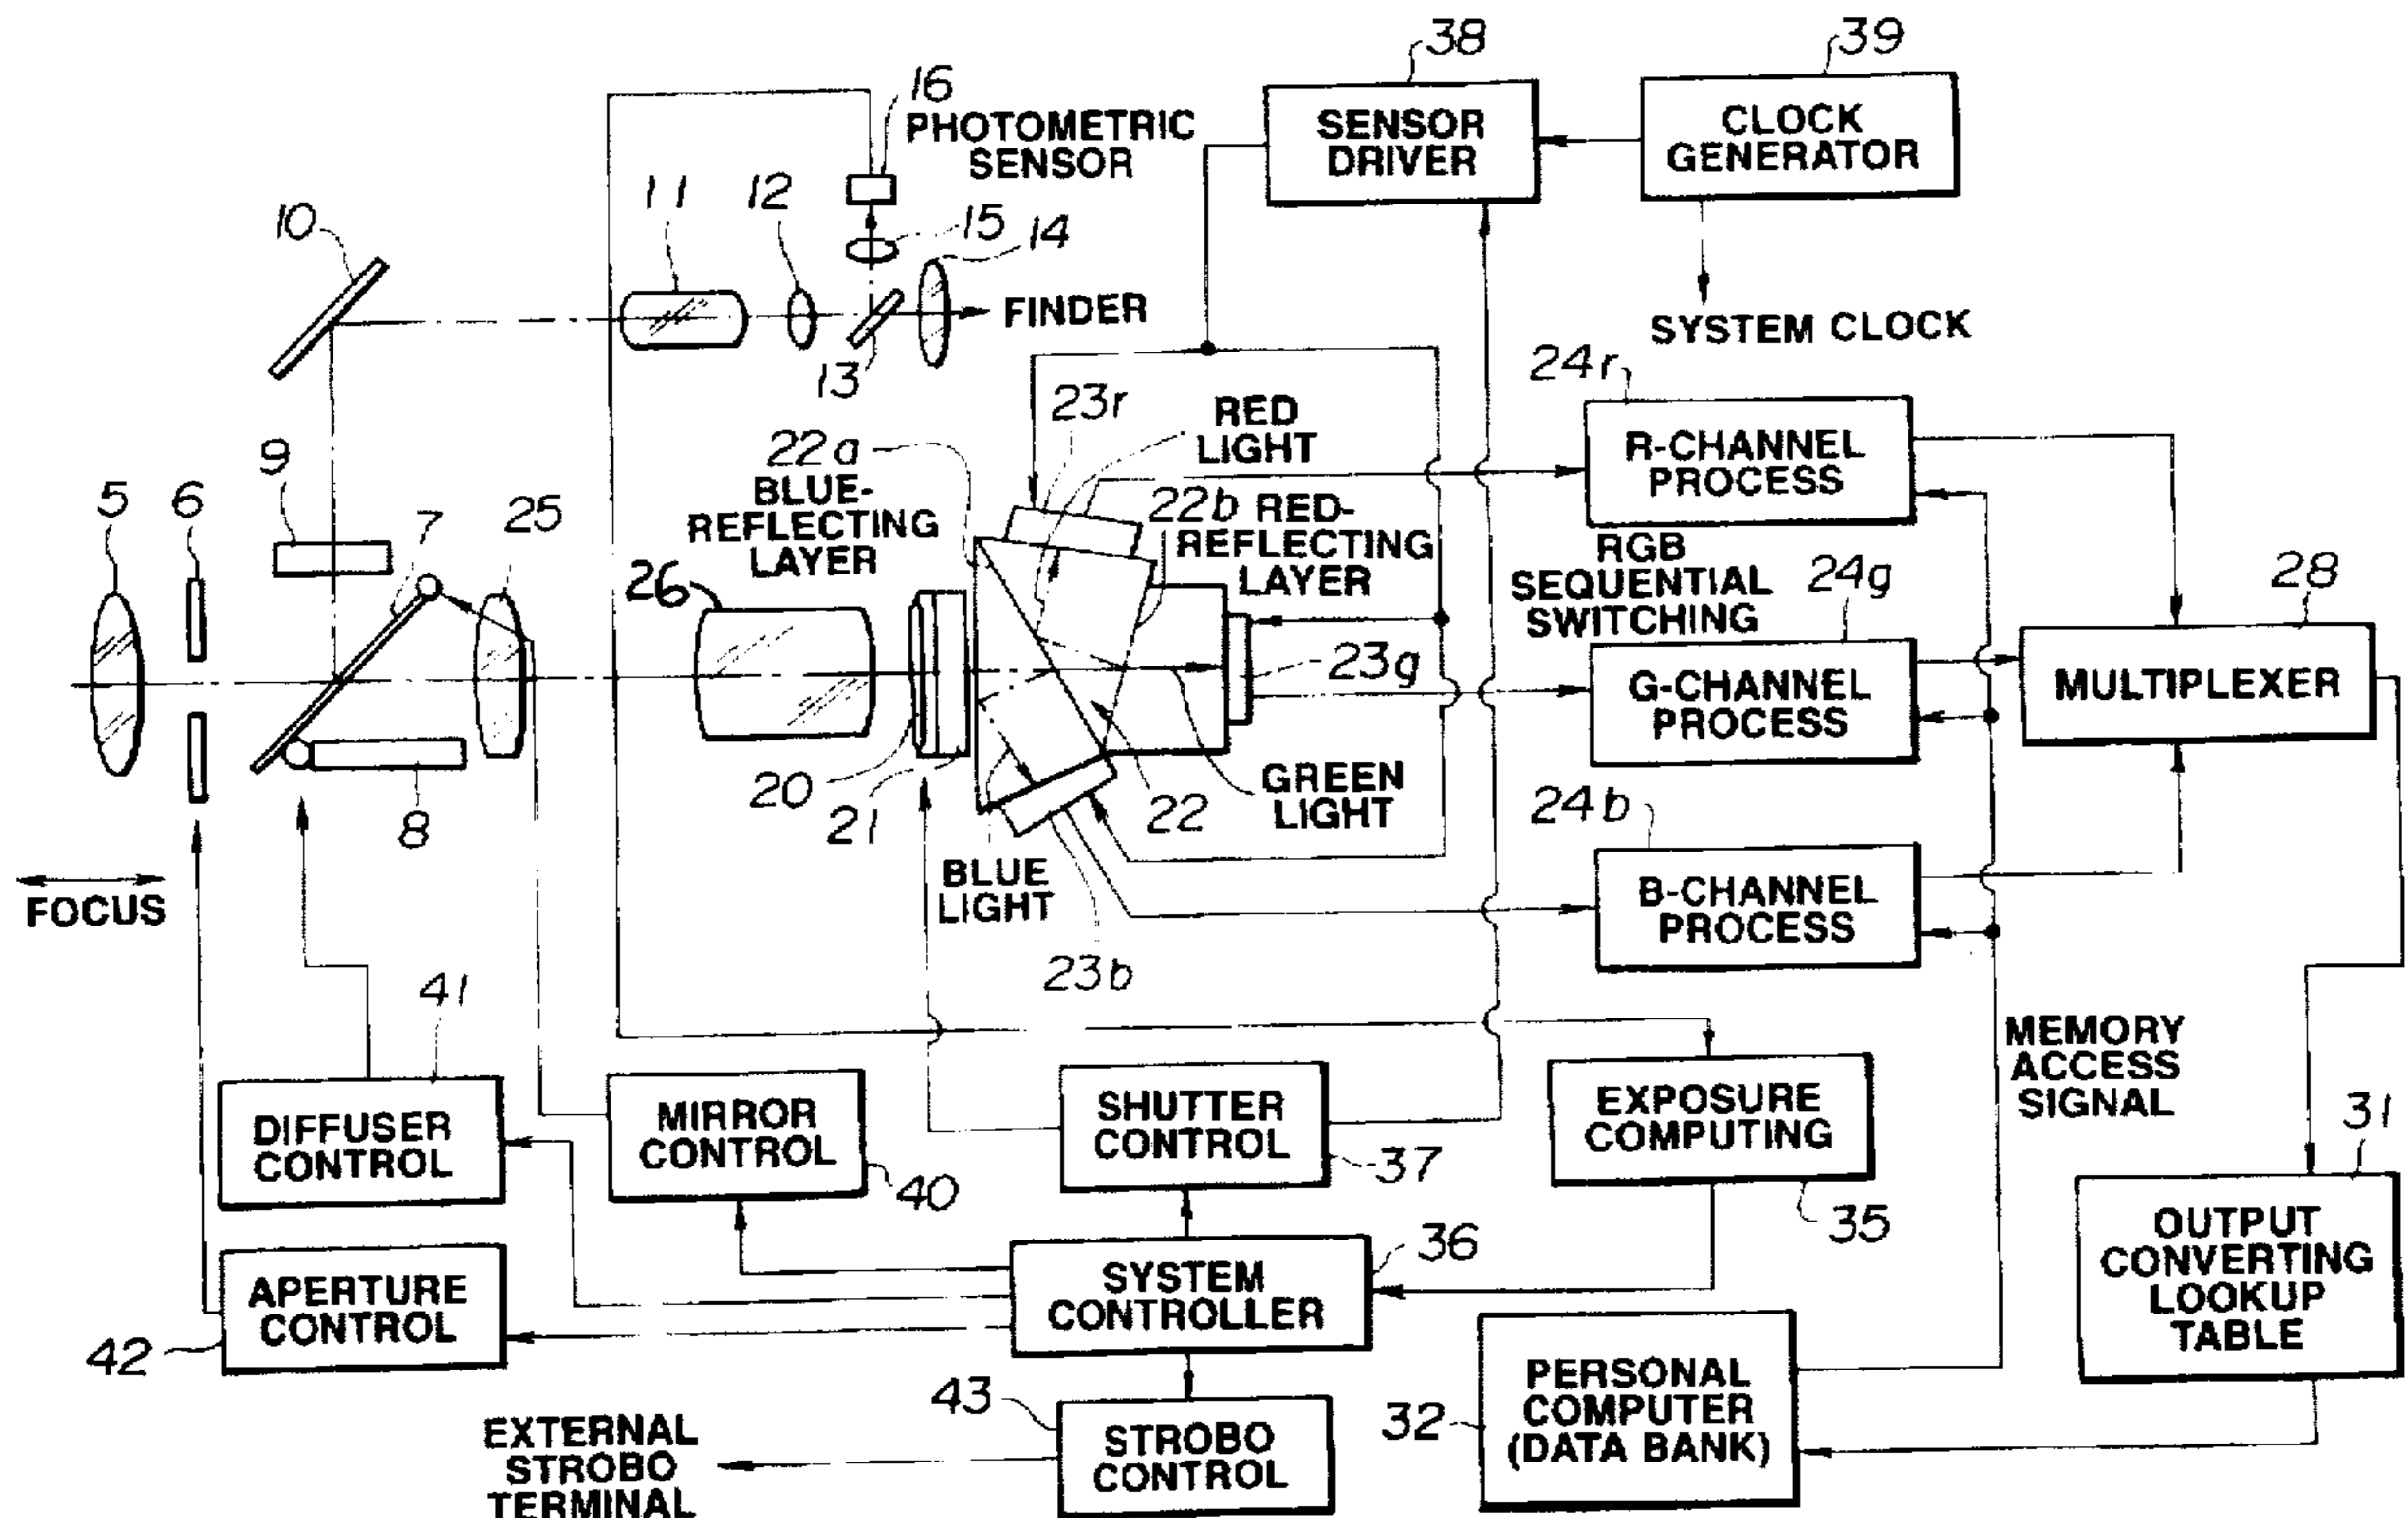 38
39
16
PHOTOMETRIC
SENSOR
SENSOR
DRIVER
CLOCK
GENERATOR
10
11
12
15
14
FINDER
13
SYSTEM CLOCK
24r
23r
RED
LIGHT
R-CHANNEL
PROCESS
22a
BLUE-
REFLECTING
LAYER
22b
RED-
REFLECTING
LAYER
RGB
SEQUENTIAL
SWITCHING
24g
28
9
5
6
7
25
26
23g
G-CHANNEL
PROCESS
MULTIPLEXER
20
21
8
22
GREEN
LIGHT
24b
FOCUS
BLUE
LIGHT
B-CHANNEL
PROCESS
23b
41
MEMORY
ACCESS
SIGNAL
DIFFUSER
CONTROL
MIRROR
CONTROL
40
SHUTTER
CONTROL
37
EXPOSURE
COMPUTING
35
31
OUTPUT
CONVERTING
LOOKUP
TABLE
APERTURE
CONTROL
42
SYSTEM
CONTROLLER
36
PERSONAL
COMPUTER
(DATA BANK)
32
43
STROBO
CONTROL
EXTERNAL
STROBO
TERMINAL